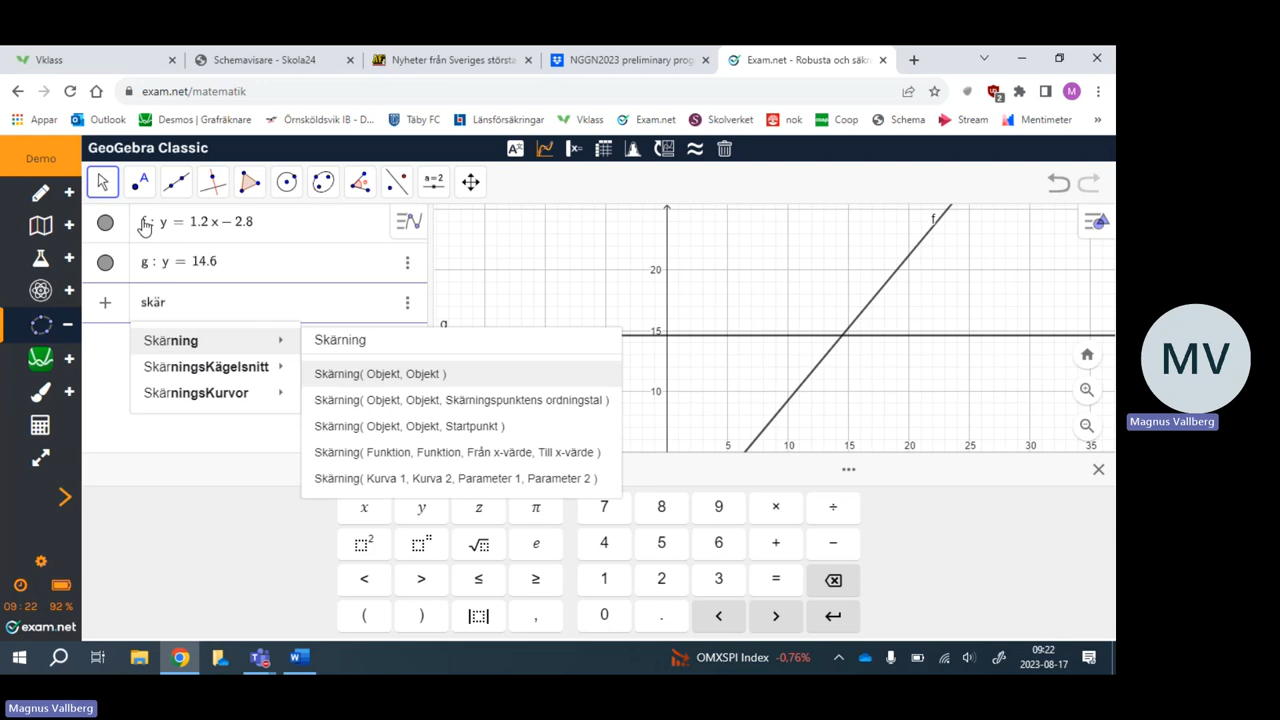 Vklass
Schemavisare - Skola24
Nyheter från Sveriges största
NGGN2023 preliminary prog
Exam.net - Robusta och säk
exam.net/matematik
M
2
Appar
Outlook
Desmos | Grafräknare
Örnsköldsvik IB - D...
Täby FC
Länsförsäkringar
Vklass
Exam.net
Skolverket
nok
Coop
Schema
Stream
Mentimeter
»
Demo
GeoGebra Classic
a=2
f : y = 1.2 x − 2.8
g : y = 14.6
skär
Skärning
SkärningsKägelsnitt
SkärningsKurvor
Skärning
Skärning( Objekt, Objekt )
Skärning( Objekt, Objekt, Skärningspunktens ordningstal )
Skärning( Objekt, Objekt, Startpunkt )
Skärning( Funktion, Funktion, Från x-värde, Till x-värde )
Skärning( Kurva 1, Kurva 2, Parameter 1, Parameter 2 )
f
g
20
15
10
5
10
15
20
25
30
35
x y z π 7 8 9 × ÷
e 4 5 6 + −
< > ≤ ≥ 1 2 3 =
( ) , 0 . < >
09:22 92 %
exam.net
OMXSPI Index -0,76%
09:22
2023-08-17
MV
Magnus Vallberg
Magnus Vallberg